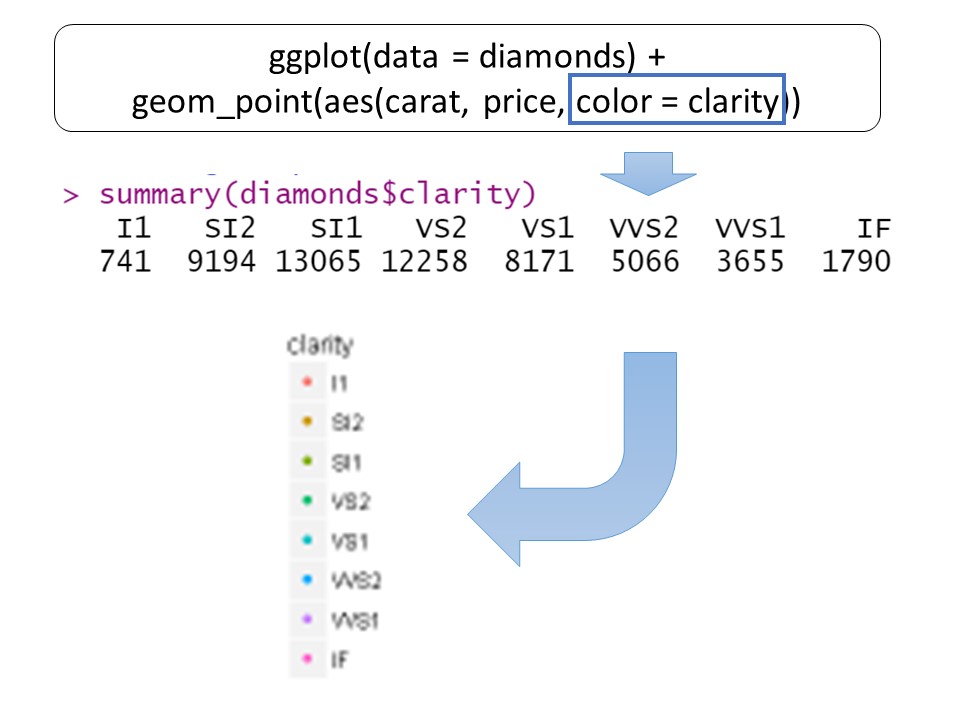 ggplot(data = diamonds) +
geom_point(aes(carat, price, color = clarity))
> summary(diamonds$clarity)
I1 SI2 SI1 VS2 VS1 VVS2 VVS1 IF
741 9194 13065 12258 8171 5066 3655 1790
clarity
I1
SI2
SI1
VS2
VS1
VVS2
VVS1
IF